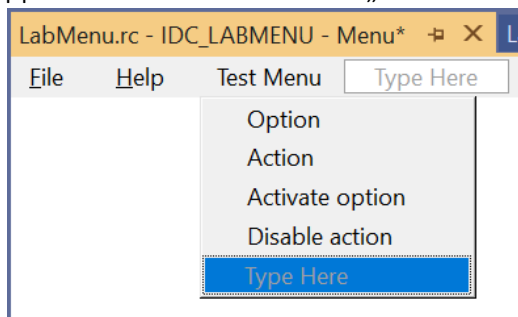 LabMenu.rc - IDC_LABMENU - Menu*
File Help Test Menu Type Here
Option
Action
Activate option
Disable action
Type Here